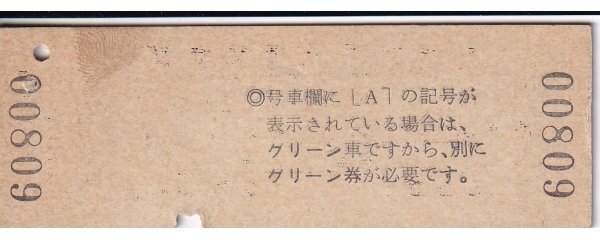 00809
◎号車欄に「A」の記号が
表示されている場合は、
グリーン車ですから、別に
グリーン券が必要です。
00809